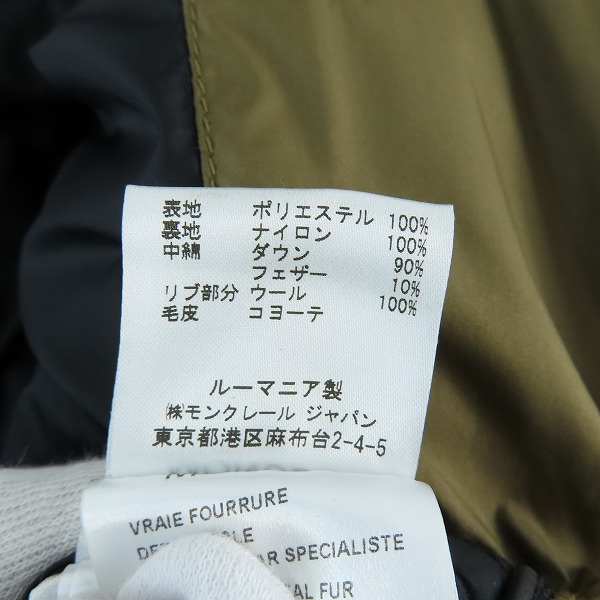 表地 ポリエステル 100%
裏地 ナイロン 100%
中綿 ダウン 90%
フェザー 10%
リブ部分 ウール 100%
毛皮 コヨーテ
ルーマニア製
㈱モンクレール ジャパン
東京都港区麻布台2-4-5
VRAIE FOURRURE
SPECIALISTE
FUR